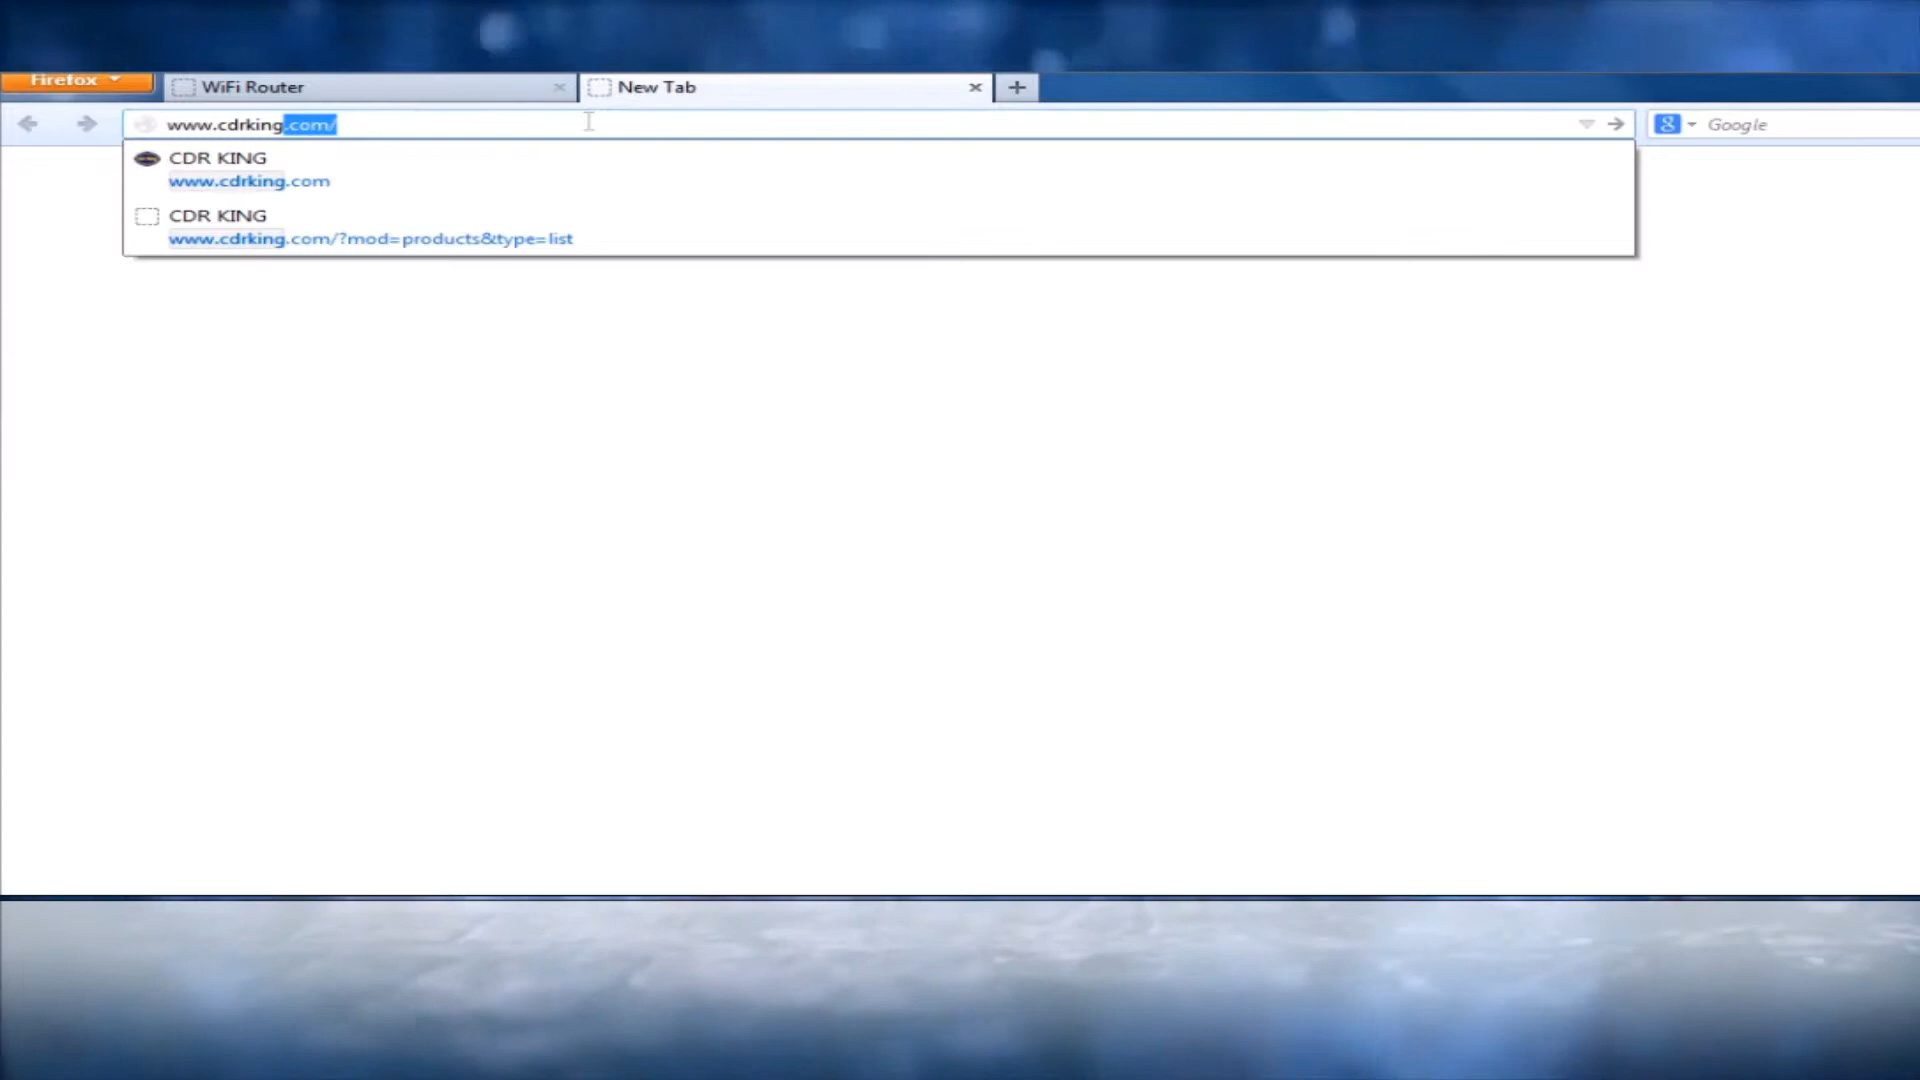 Firefox
WiFi Router
New Tab
www.cdrking.com/
Google
CDR KING
www.cdrking.com
CDR KING
www.cdrking.com/?mod=products&type=list